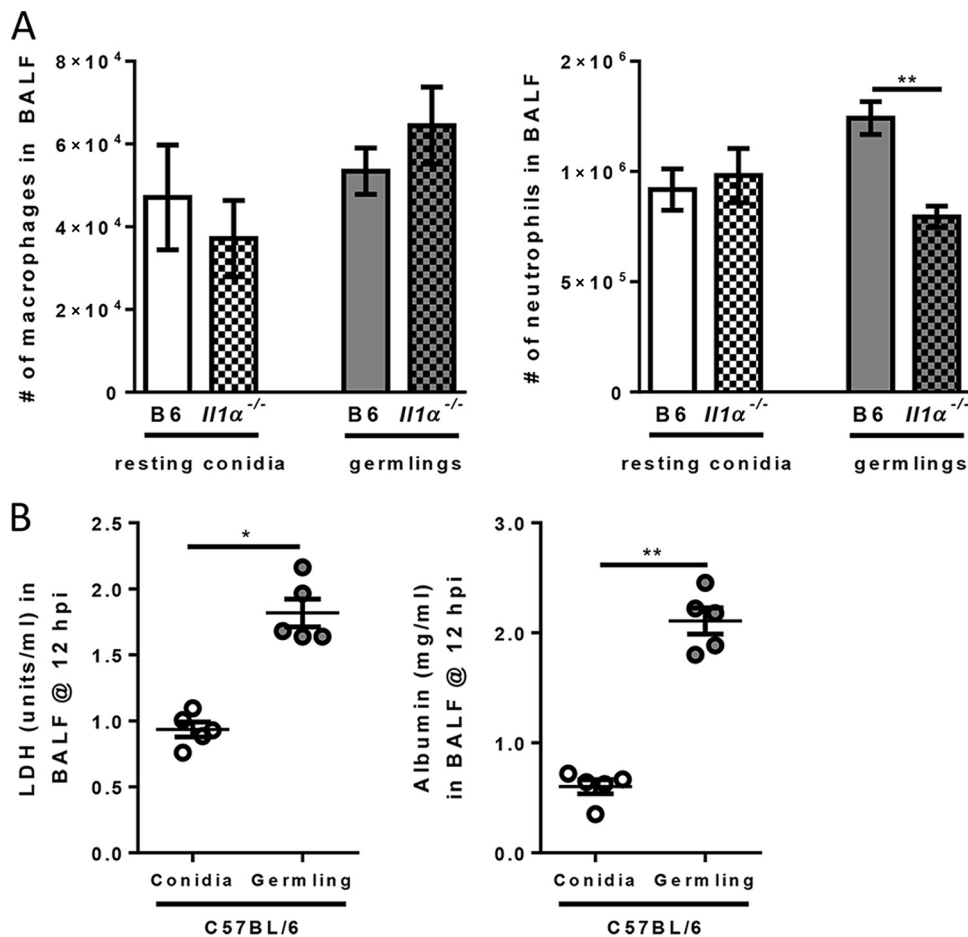 A
# of macrophages in BALF
8×10⁴
6×10⁴
4×10⁴
2×10⁴
0
B6 Il1α⁻/⁻ B6 Il1α⁻/⁻
resting conidia germlings
# of neutrophils in BALF
2×10⁶
1×10⁶
5×10⁵
0
**
B6 Il1α⁻/⁻ B6 Il1α⁻/⁻
resting conidia germlings
B
LDH (units/ml) in
BALF @ 12 hpi
2.5
2.0
1.5
1.0
0.5
0.0
*
Conidia Germling
C57BL/6
Albumin (mg/ml)
in BALF @ 12 hpi
3.0
2.0
1.0
0.0
**
Conidia Germling
C57BL/6